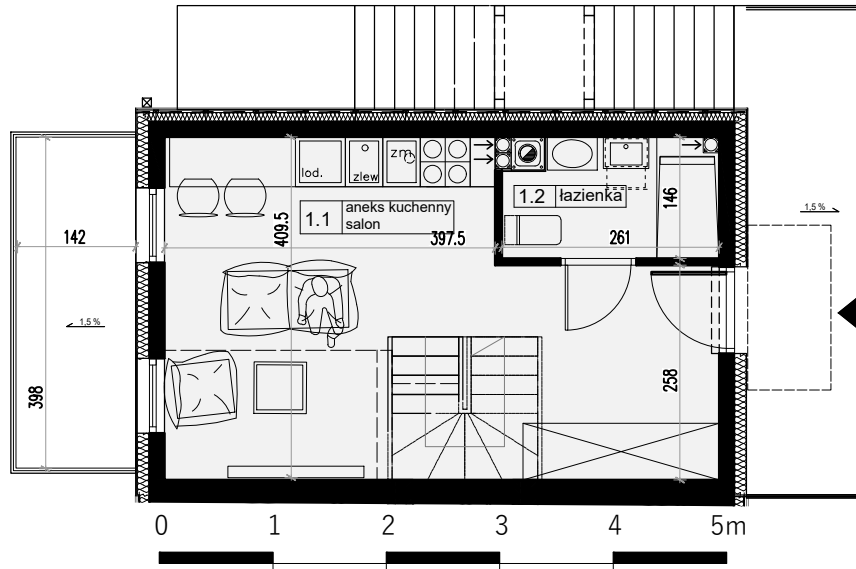 lod.
zlew
zm
1.1 aneks kuchenny
salon
1.2 łazienka
146
1,5 %
142
409.5
397.5
261
1,5 %
398
258
0 1 2 3 4 5m